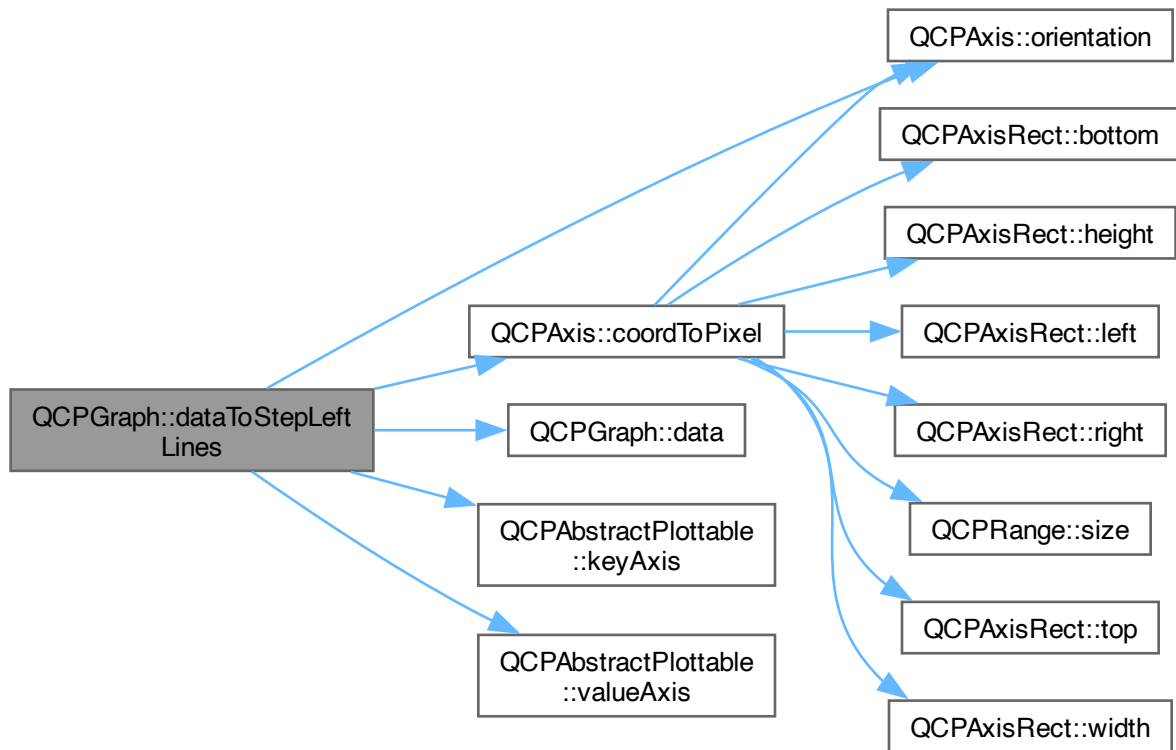 QCPGraph::dataToStepLeft
Lines
QCPAxis::orientation
QCPAxis::coordToPixel
QCPAxisRect::bottom
QCPAxisRect::height
QCPAxisRect::left
QCPAxisRect::right
QCPRange::size
QCPAxisRect::top
QCPAxisRect::width
QCPGraph::data
QCPAbstractPlottable
::keyAxis
QCPAbstractPlottable
::valueAxis